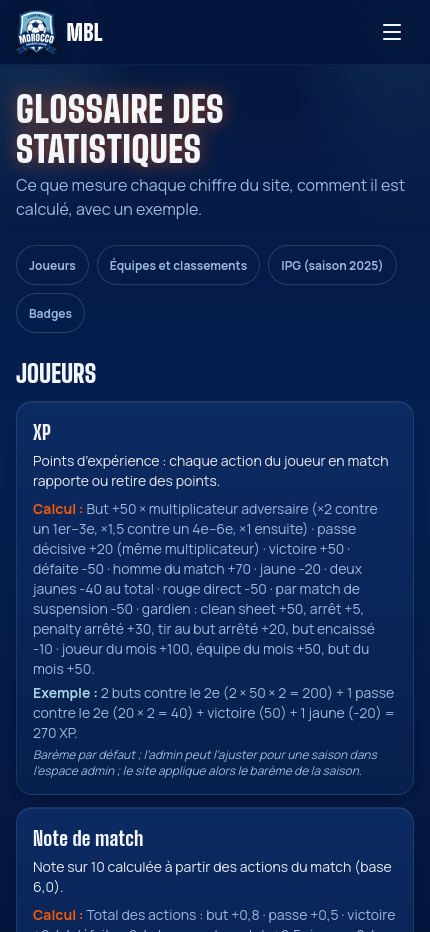 MOROCCO
MBL
GLOSSAIRE DES
STATISTIQUES
Ce que mesure chaque chiffre du site, comment il est
calculé, avec un exemple.
Joueurs
Équipes et classements
IPG (saison 2025)
Badges
JOUEURS
XP
Points d'expérience : chaque action du joueur en match
rapporte ou retire des points.
Calcul : But +50 × multiplicateur adversaire (×2 contre
un 1er–3e, ×1,5 contre un 4e–6e, ×1 ensuite) · passe
décisive +20 (même multiplicateur) · victoire +50 ·
défaite -50 · homme du match +70 · jaune -20 · deux
jaunes -40 au total · rouge direct -50 · par match de
suspension -50 · gardien : clean sheet +50, arrêt +5,
penalty arrêté +30, tir au but arrêté +20, but encaissé
-10 · joueur du mois +100, équipe du mois +50, but du
mois +50.
Exemple : 2 buts contre le 2e (2 × 50 × 2 = 200) + 1 passe
contre le 2e (20 × 2 = 40) + victoire (50) + 1 jaune (-20) =
270 XP.
Barème par défaut ; l'admin peut l'ajuster pour une saison dans
l'espace admin ; le site applique alors le barème de la saison.
Note de match
Note sur 10 calculée à partir des actions du match (base
6,0).
Calcul : Total des actions : but +0,8 · passe +0,5 · victoire